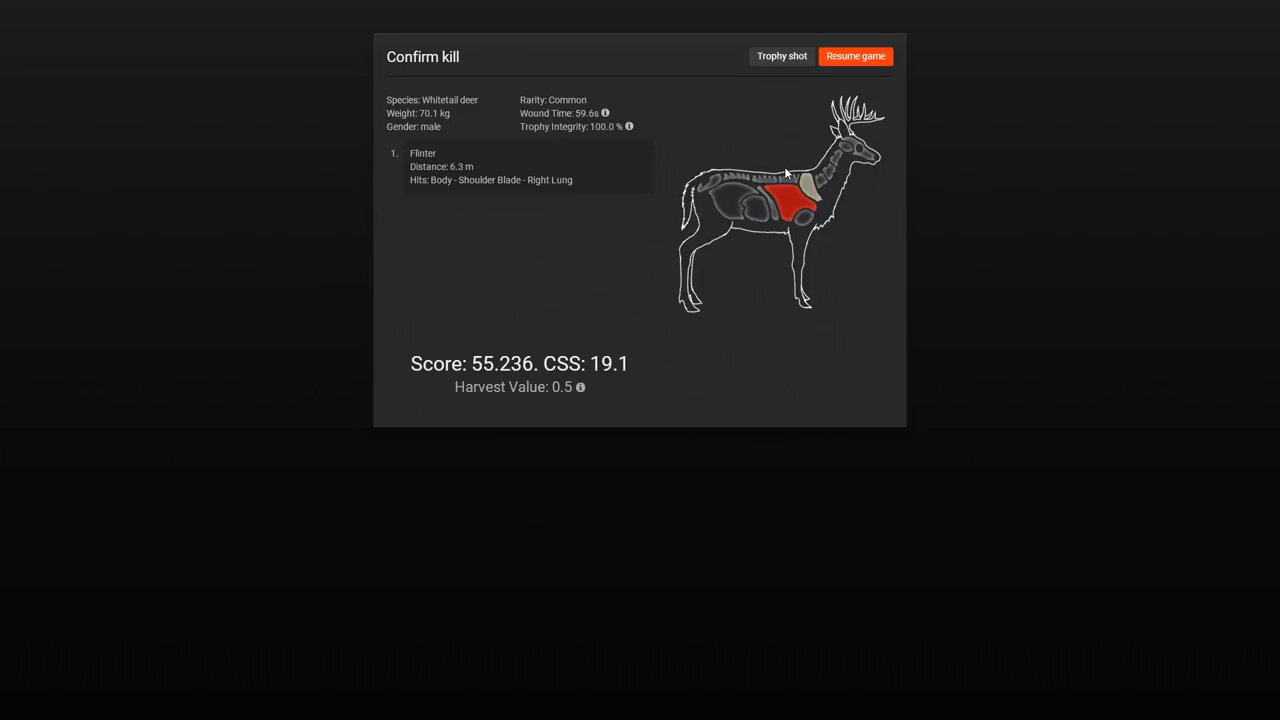 Confirm kill
Trophy shot
Resume game
Species: Whitetail deer
Weight: 70.1 kg
Gender: male
Rarity: Common
Wound Time: 59.6s
Trophy Integrity: 100.0 %
1. Flinter
Distance: 6.3 m
Hits: Body - Shoulder Blade - Right Lung
Score: 55.236. CSS: 19.1
Harvest Value: 0.5